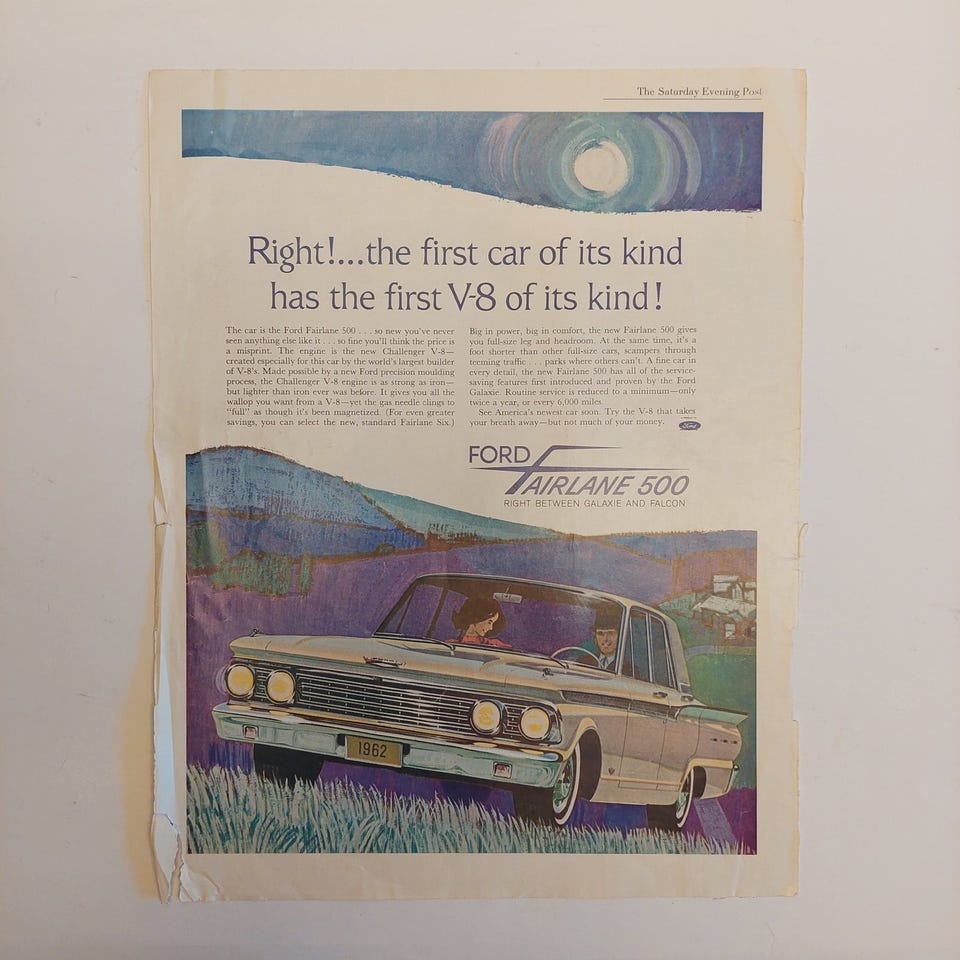 The Saturday Evening Post
Right!...the first car of its kind
has the first V-8 of its kind!
The car is the Ford Fairlane 500 . . . so new you've never
seen anything else like it . . . so fine you'll think the price is
a misprint. The engine is the new Challenger V-8—
created especially for this car by the world's largest builder
of V-8's. Made possible by a new Ford precision moulding
process, the Challenger V-8 engine is as strong as iron—
but lighter than iron ever was before. It gives you all the
wallop you want from a V-8—yet the gas needle clings to
"full" as though it's been magnetized. (For even greater
savings, you can select the new, standard Fairlane Six.)
Big in power, big in comfort, the new Fairlane 500 gives
you full-size leg and headroom. At the same time, it's a
foot shorter than other full-size cars, scampers through
teeming traffic . . . parks where others can't. A fine car in
every detail, the new Fairlane 500 has all of the service-
saving features first introduced and proven by the Ford
Galaxie. Routine service is reduced to a minimum—only
twice a year, or every 6,000 miles.
See America's newest car soon. Try the V-8 that takes
your breath away—but not much of your money.
Ford
FORD
FAIRLANE 500
RIGHT BETWEEN GALAXIE AND FALCON
1962